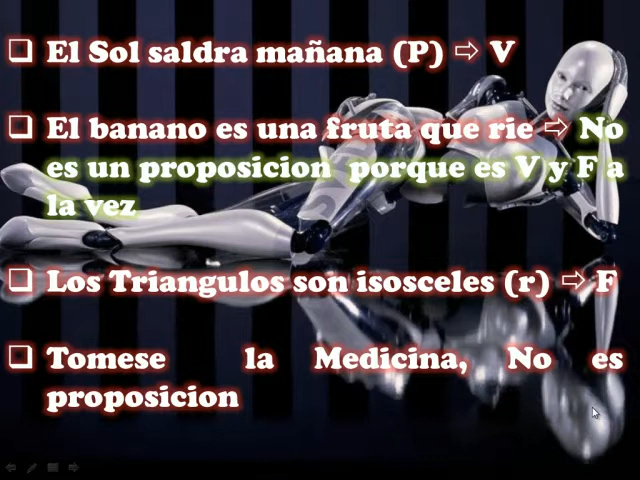 El Sol saldra mañana (P) ⇨ V
El banano es una fruta que rie ⇨ No
es un proposicion porque es V y F a
la vez
Los Triangulos son isosceles (r) ⇨ F
Tomese la Medicina, No es
proposicion